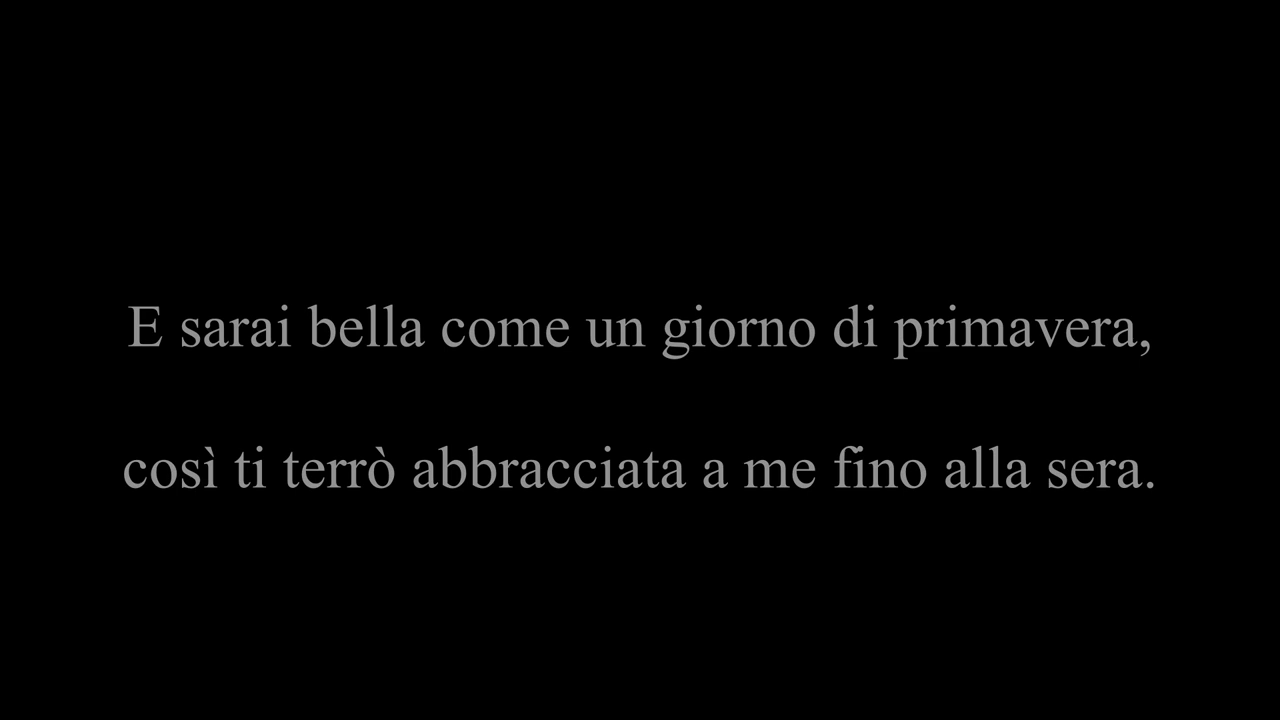 E sarai bella come un giorno di primavera,
così ti terrò abbracciata a me fino alla sera.